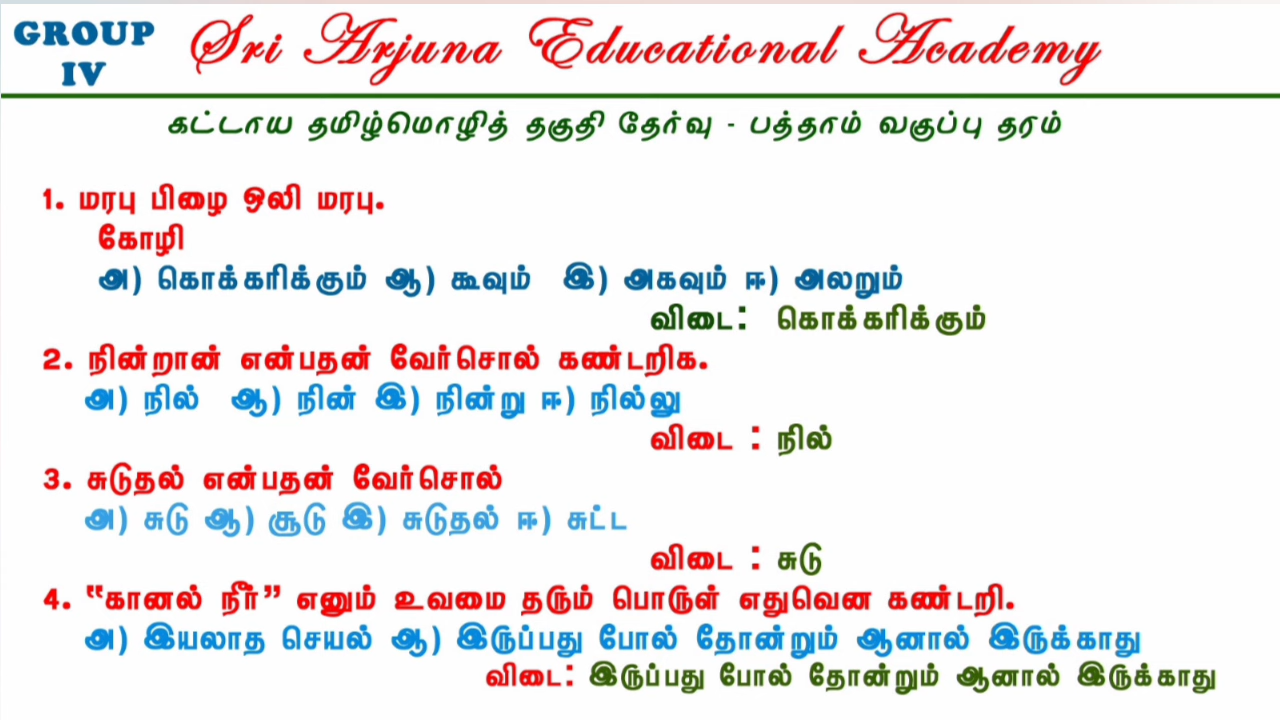 GROUP IV
Sri Arjuna Educational Academy
கட்டாய தமிழ்மொழித் தகுதி தேர்வு - பத்தாம் வகுப்பு தரம்
1. மரபு பிழை ஒலி மரபு.
கோழி
அ) கொக்கரிக்கும் ஆ) கூவும் இ) அகவும் ஈ) அலறும்
விடை: கொக்கரிக்கும்
2. நின்றான் என்பதன் வேர்சொல் கண்டறிக.
அ) நில் ஆ) நின் இ) நின்று ஈ) நில்லு
விடை : நில்
3. சுடுதல் என்பதன் வேர்சொல்
அ) சுடு ஆ) சூடு இ) சுடுதல் ஈ) சுட்ட
விடை : சுடு
4. “கானல் நீர்” எனும் உவமை தரும் பொருள் எதுவென கண்டறி.
அ) இயலாத செயல் ஆ) இருப்பது போல் தோன்றும் ஆனால் இருக்காது
விடை: இருப்பது போல் தோன்றும் ஆனால் இருக்காது